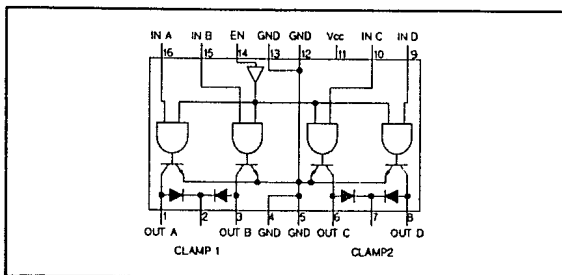 IN A IN B EN GND GND Vcc IN C IN D
16 15 14 13 12 11 10 9
1 2 3 4 5 6 7 8
OUT A OUT B GND GND OUT C OUT D
CLAMP 1 CLAMP2